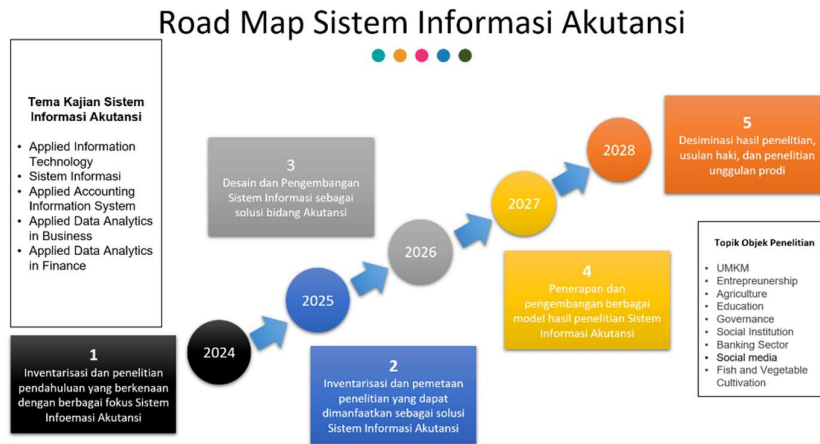 Road Map Sistem Informasi Akutansi
Tema Kajian Sistem
Informasi Akutansi
• Applied Information
Technology
• Sistem Informasi
• Applied Accounting
Information System
• Applied Data Analytics
in Business
• Applied Data Analytics
in Finance
1
Inventarisasi dan penelitian
pendahuluan yang berkenaan
dengan berbagai fokus Sistem
Infoemasi Akutansi
2024
2025
2
Inventarisasi dan pemetaan
penelitian yang dapat
dimanfaatkan sebagai solusi
Sistem Informasi Akutansi
3
Desain dan Pengembangan
Sistem Informasi sebagai
solusi bidang Akutansi
2026
2027
4
Penerapan dan
pengembangan berbagai
model hasil penelitian Sistem
Informasi Akutansi
2028
5
Desiminasi hasil penelitian,
usulan haki, dan penelitian
unggulan prodi
Topik Objek Penelitian
• UMKM
• Entrepreunership
• Agriculture
• Education
• Governance
• Social Institution
• Banking Sector
• Social media
• Fish and Vegetable
Cultivation